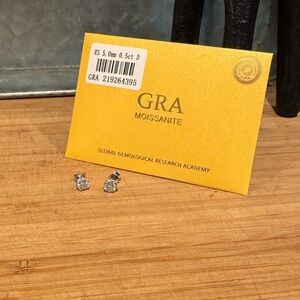 RS 5.0mm 0.5ct D
GRA 219264395
GRA
MOISSANITE
GLOBAL GEMOLOGICAL RESEARCH ACADEMY